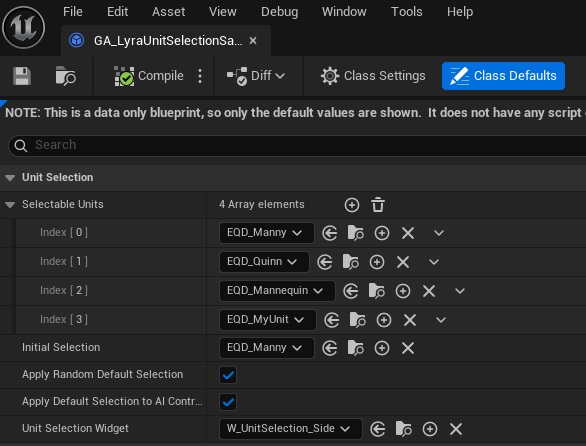 File Edit Asset View Debug Window Tools Help
GA_LyraUnitSelectionSa...
Compile Diff Class Settings Class Defaults
NOTE: This is a data only blueprint, so only the default values are shown. It does not have any script
Search
Unit Selection
Selectable Units 4 Array elements
Index [ 0 ] EQD_Manny
Index [ 1 ] EQD_Quinn
Index [ 2 ] EQD_Mannequin
Index [ 3 ] EQD_MyUnit
Initial Selection EQD_Manny
Apply Random Default Selection
Apply Default Selection to AI Contr...
Unit Selection Widget W_UnitSelection_Side